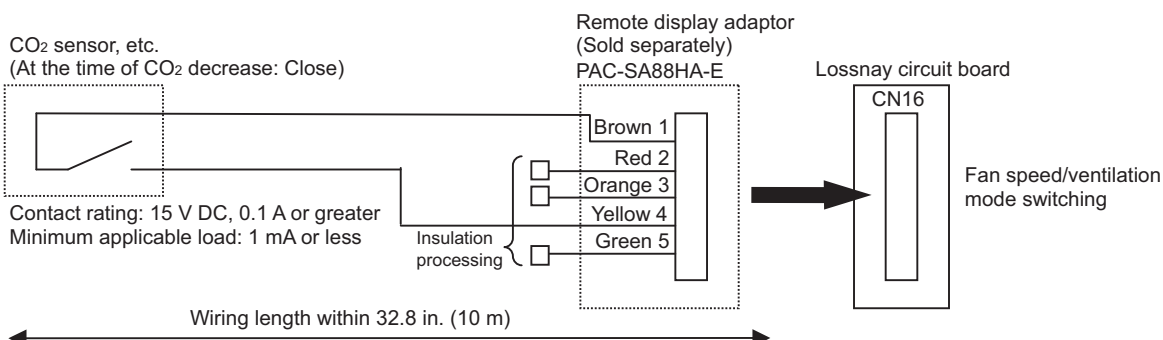 Remote display adaptor
(Sold separately)
PAC-SA88HA-E
CO2 sensor, etc.
(At the time of CO2 decrease: Close)
Lossnay circuit board
CN16
Brown 1
Red 2
Orange 3
Yellow 4
Green 5
Insulation
processing
Fan speed/ventilation
mode switching
Contact rating: 15 V DC, 0.1 A or greater
Minimum applicable load: 1 mA or less
Wiring length within 32.8 in. (10 m)